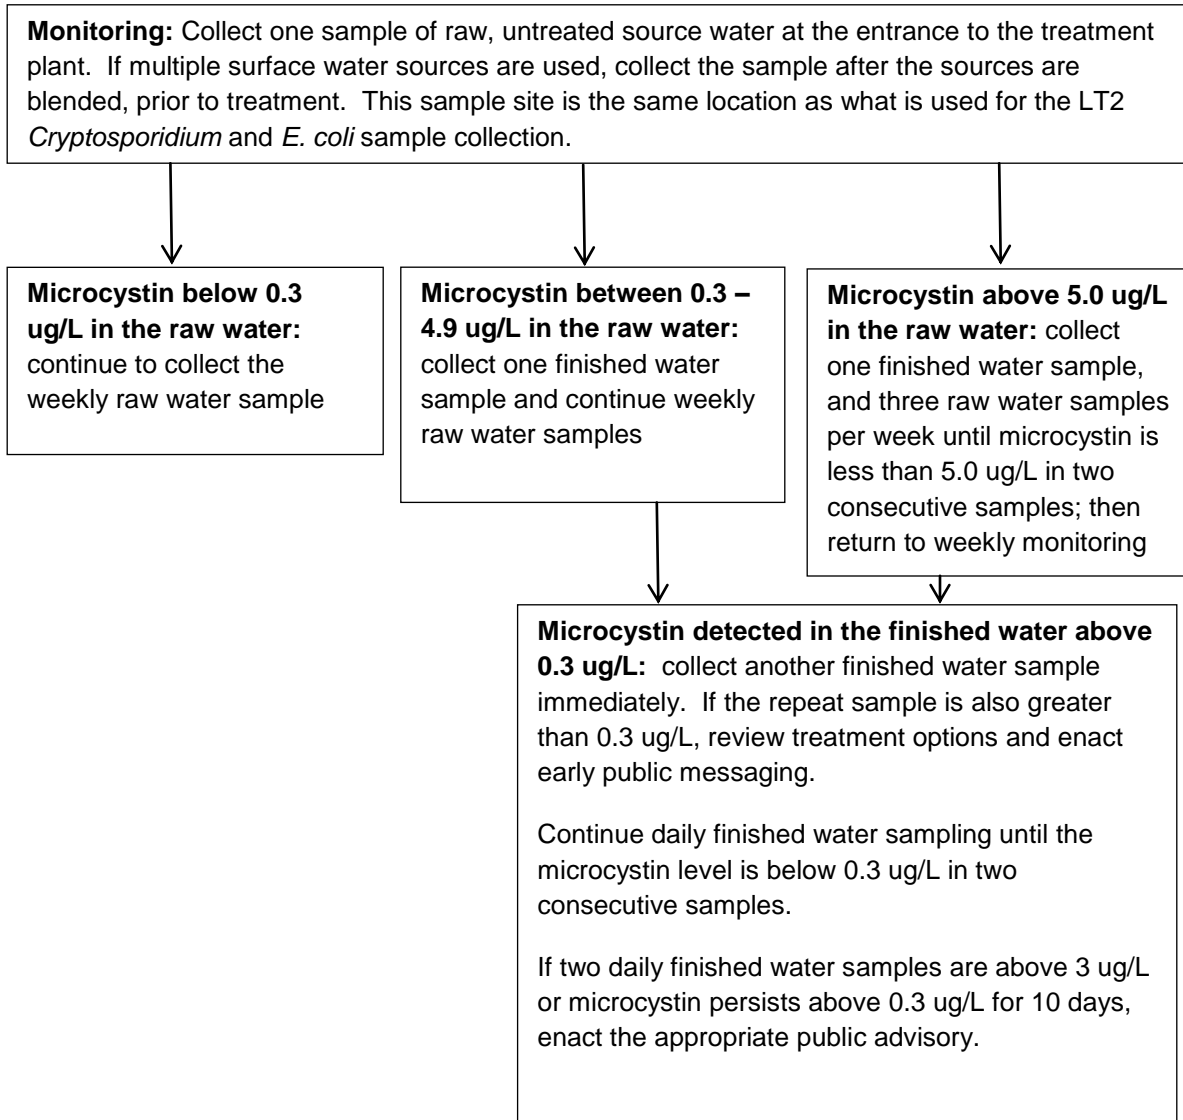 Monitoring: Collect one sample of raw, untreated source water at the entrance to the treatment
plant.  If multiple surface water sources are used, collect the sample after the sources are
blended, prior to treatment.  This sample site is the same location as what is used for the LT2
Cryptosporidium and E. coli sample collection.
Microcystin below 0.3
ug/L in the raw water:
continue to collect the
weekly raw water sample
Microcystin between 0.3 –
4.9 ug/L in the raw water:
collect one finished water
sample and continue weekly
raw water samples
Microcystin above 5.0 ug/L
in the raw water: collect
one finished water sample,
and three raw water samples
per week until microcystin is
less than 5.0 ug/L in two
consecutive samples; then
return to weekly monitoring
Microcystin detected in the finished water above
0.3 ug/L:  collect another finished water sample
immediately.  If the repeat sample is also greater
than 0.3 ug/L, review treatment options and enact
early public messaging.
Continue daily finished water sampling until the
microcystin level is below 0.3 ug/L in two
consecutive samples.
If two daily finished water samples are above 3 ug/L
or microcystin persists above 0.3 ug/L for 10 days,
enact the appropriate public advisory.